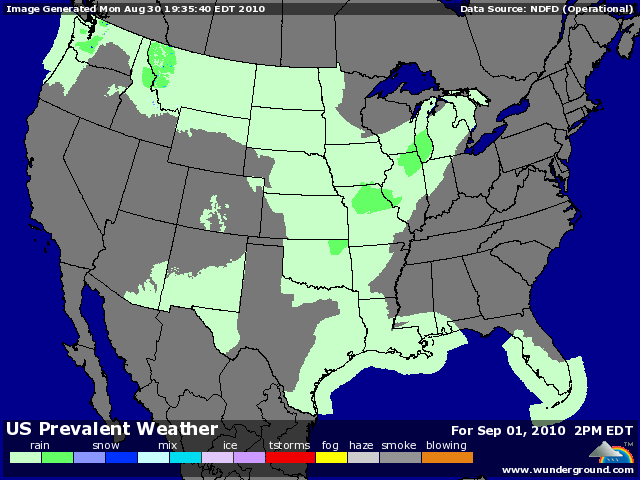 Image Generated Mon Aug 30 19:35:40 EDT 2010 Data Source: NDFD (Operational)
US Prevalent Weather For Sep 01, 2010 2PM EDT
rain snow mix ice tstorms fog haze smoke blowing
www.wunderground.com